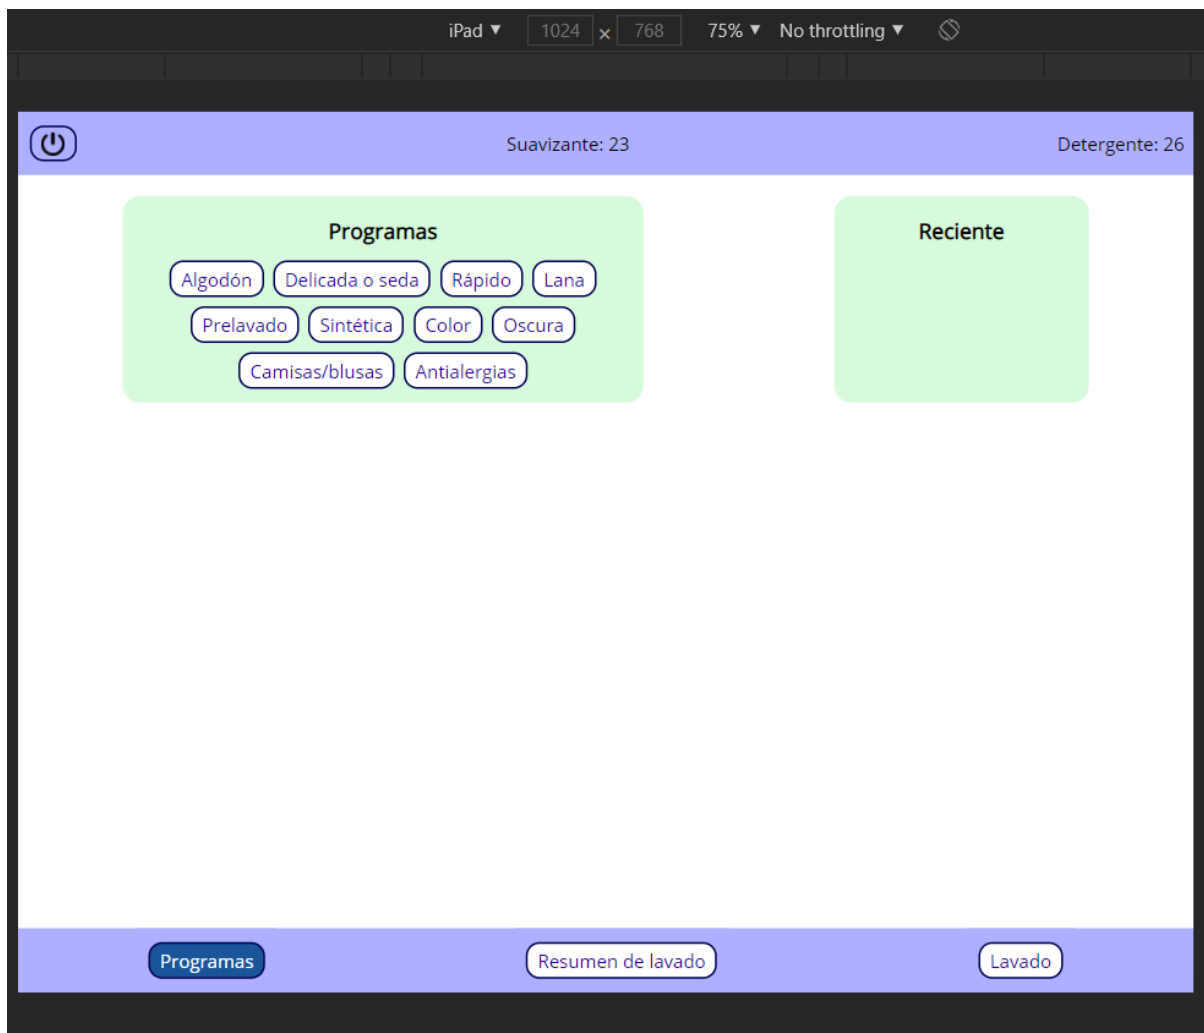 iPad ▼ 1024 × 768 75% ▼ No throttling ▼
Suavizante: 23
Detergente: 26
Programas
Algodón Delicada o seda Rápido Lana
Prelavado Sintética Color Oscura
Camisas/blusas Antialergias
Reciente
Programas Resumen de lavado Lavado